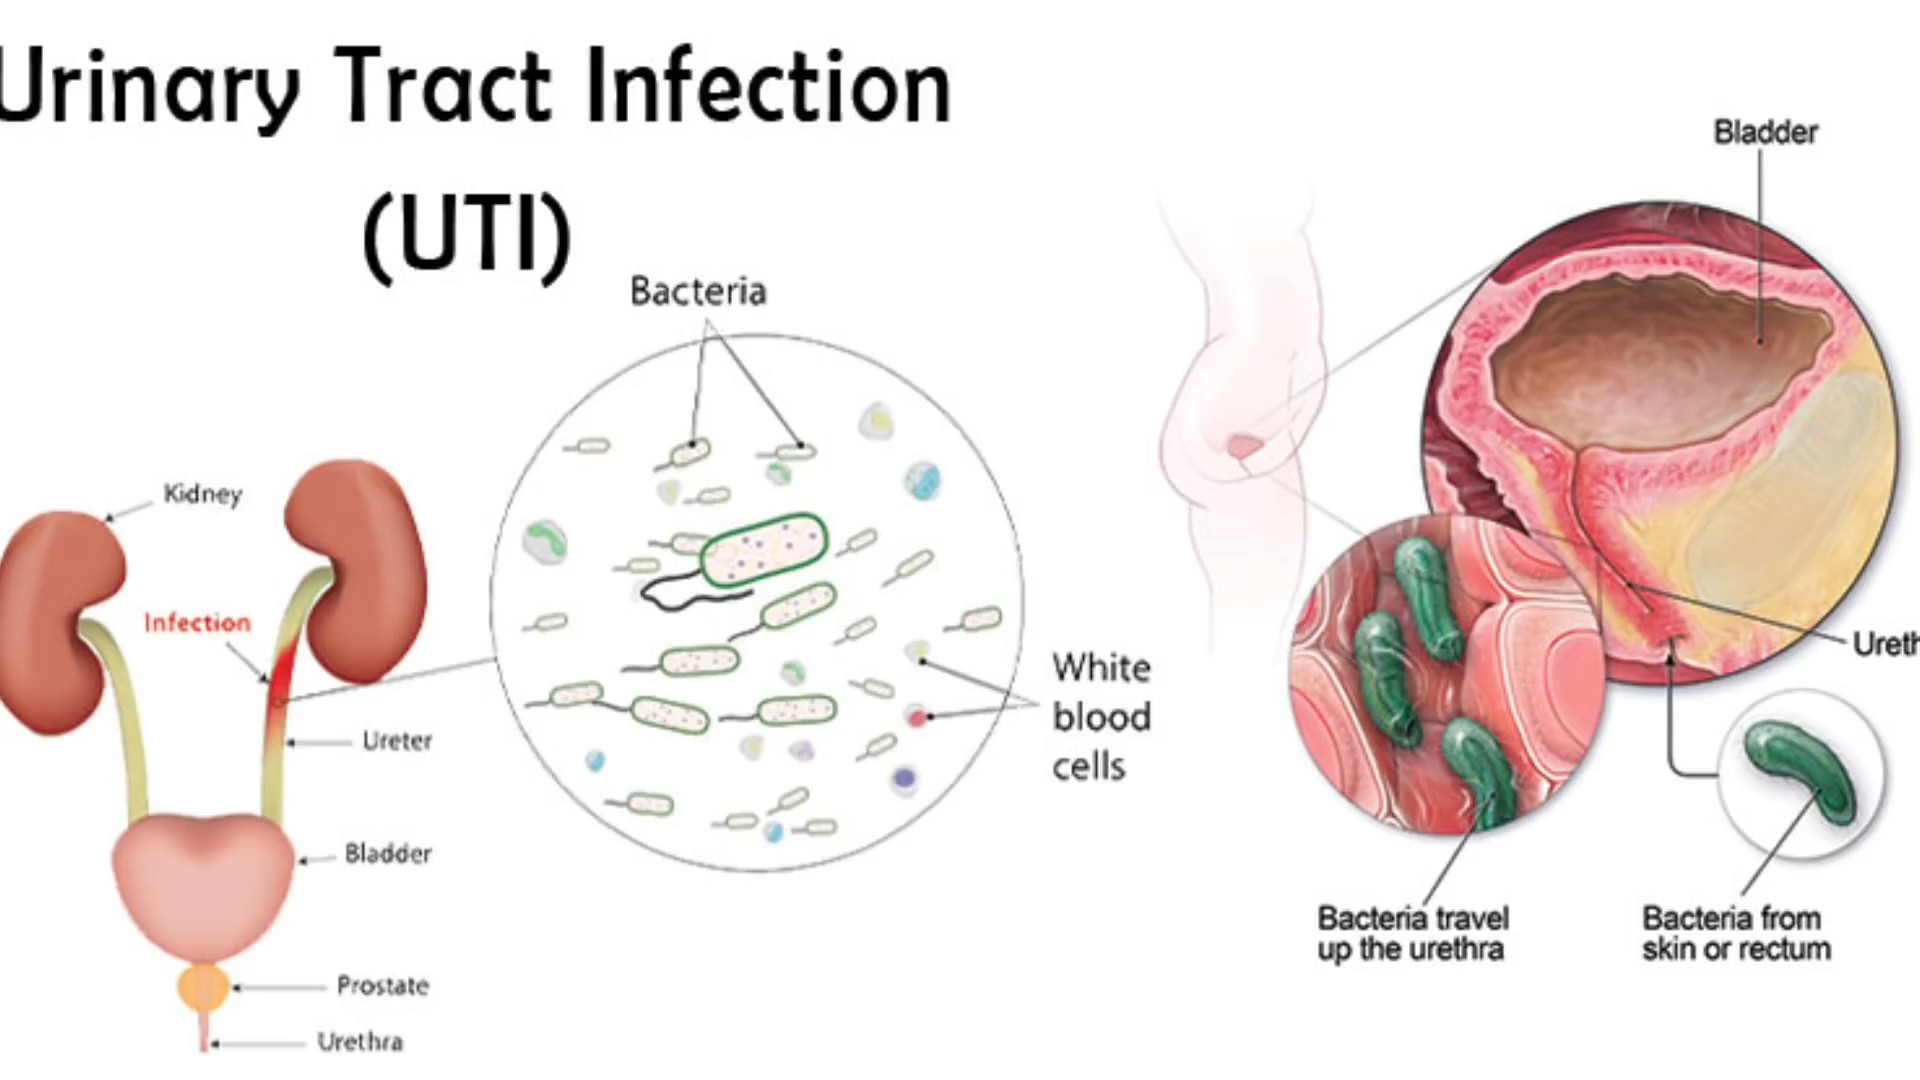 Urinary Tract Infection
(UTI)
Bacteria
Kidney
Infection
Ureter
Bladder
Prostate
Urethra
White
blood
cells
Bladder
Ureth
Bacteria travel
up the urethra
Bacteria from
skin or rectum